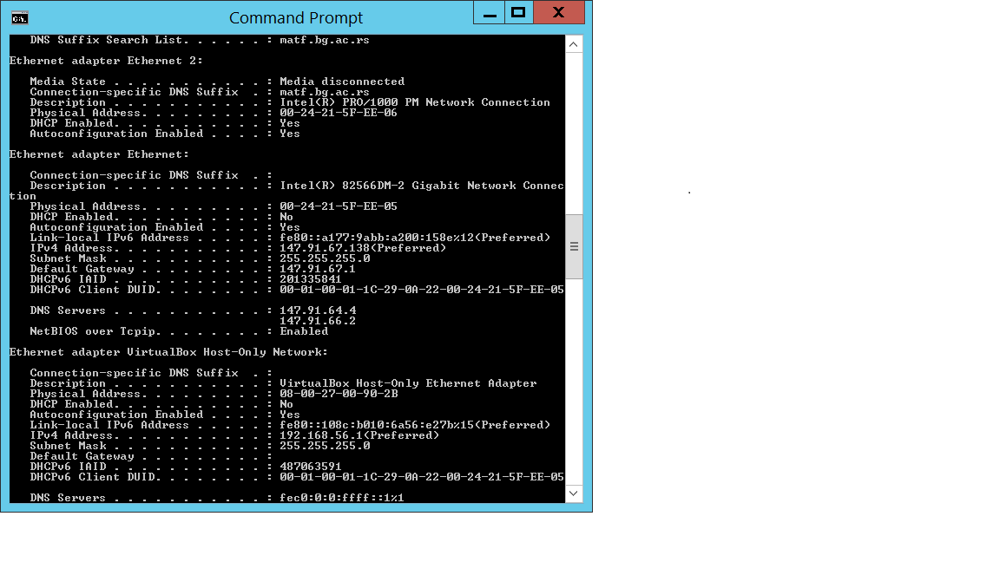 Command Prompt
DNS Suffix Search List. . . . . . : matf.bg.ac.rs
Ethernet adapter Ethernet 2:
Media State . . . . . . . . . . . : Media disconnected
Connection-specific DNS Suffix  . : matf.bg.ac.rs
Description . . . . . . . . . . . : Intel(R) PRO/1000 PM Network Connection
Physical Address. . . . . . . . . : 00-24-21-5F-EE-06
DHCP Enabled. . . . . . . . . . . : Yes
Autoconfiguration Enabled . . . . : Yes
Ethernet adapter Ethernet:
Connection-specific DNS Suffix  . :
Description . . . . . . . . . . . : Intel(R) 82566DM-2 Gigabit Network Connec
tion
Physical Address. . . . . . . . . : 00-24-21-5F-EE-05
DHCP Enabled. . . . . . . . . . . : No
Autoconfiguration Enabled . . . . : Yes
Link-local IPv6 Address . . . . . : fe80::a177:9abb:a200:158e%12(Preferred)
IPv4 Address. . . . . . . . . . . : 147.91.67.138(Preferred)
Subnet Mask . . . . . . . . . . . : 255.255.255.0
Default Gateway . . . . . . . . . : 147.91.67.1
DHCPv6 IAID . . . . . . . . . . . : 201335841
DHCPv6 Client DUID. . . . . . . . : 00-01-00-01-1C-29-0A-22-00-24-21-5F-EE-05
DNS Servers . . . . . . . . . . . : 147.91.64.4
147.91.66.2
NetBIOS over Tcpip. . . . . . . . : Enabled
Ethernet adapter VirtualBox Host-Only Network:
Connection-specific DNS Suffix  . :
Description . . . . . . . . . . . : VirtualBox Host-Only Ethernet Adapter
Physical Address. . . . . . . . . : 08-00-27-00-90-2B
DHCP Enabled. . . . . . . . . . . : No
Autoconfiguration Enabled . . . . : Yes
Link-local IPv6 Address . . . . . : fe80::108c:b010:6a56:e27b%15(Preferred)
IPv4 Address. . . . . . . . . . . : 192.168.56.1(Preferred)
Subnet Mask . . . . . . . . . . . : 255.255.255.0
Default Gateway . . . . . . . . . :
DHCPv6 IAID . . . . . . . . . . . : 487063591
DHCPv6 Client DUID. . . . . . . . : 00-01-00-01-1C-29-0A-22-00-24-21-5F-EE-05
DNS Servers . . . . . . . . . . . : fec0:0:0:ffff::1%1